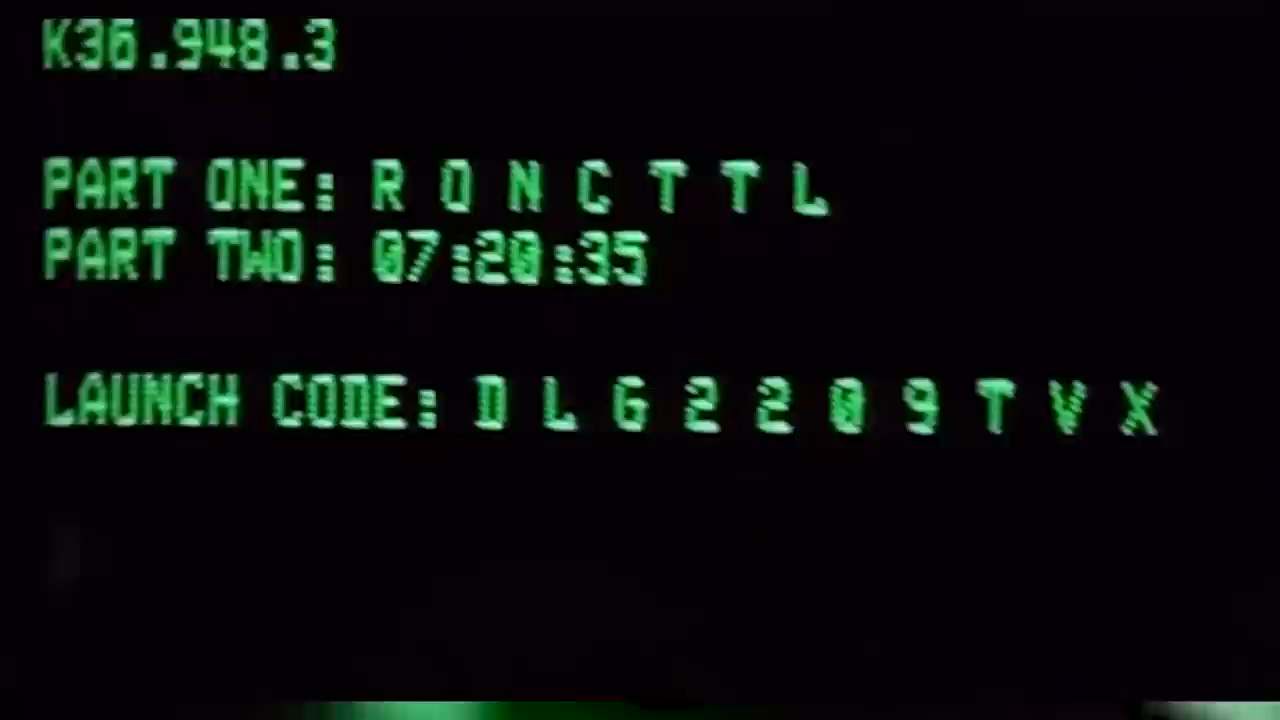 K36.948.3
PART ONE: R O N C T T L
PART TWO: 07:20:35
LAUNCH CODE: D L G 2 2 0 9 T V X